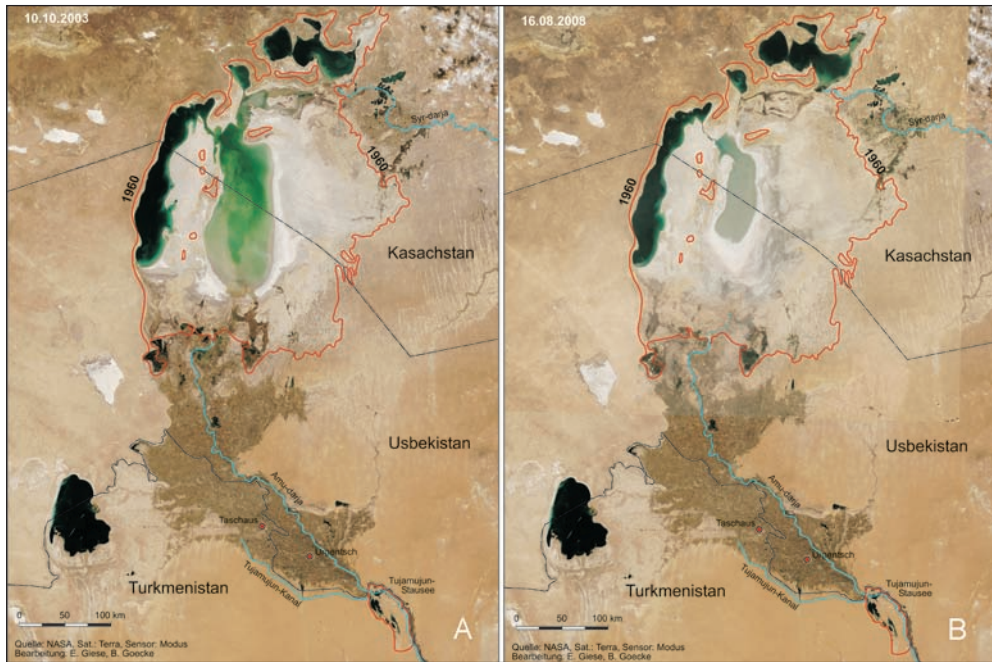 10.10.2003
Syr-darja
1960
1960
Kasachstan
Usbekistan
Amu-darja
Taschaus
Urgentsch
Tujamujun-Kanal
Tujamujun-
Stausee
Turkmenistan
0 50 100 km
Quelle: NASA, Sat.: Terra, Sensor: Modus
Bearbeitung: E. Giese, B. Goecke
A
16.08.2008
Syr-darja
1960
1960
Kasachstan
Usbekistan
Amu-darja
Taschaus
Urgentsch
Tujamujun-Kanal
Tujamujun-
Stausee
Turkmenistan
0 50 100 km
Quelle: NASA, Sat.: Terra, Sensor: Modus
Bearbeitung: E. Giese, B. Goecke
B